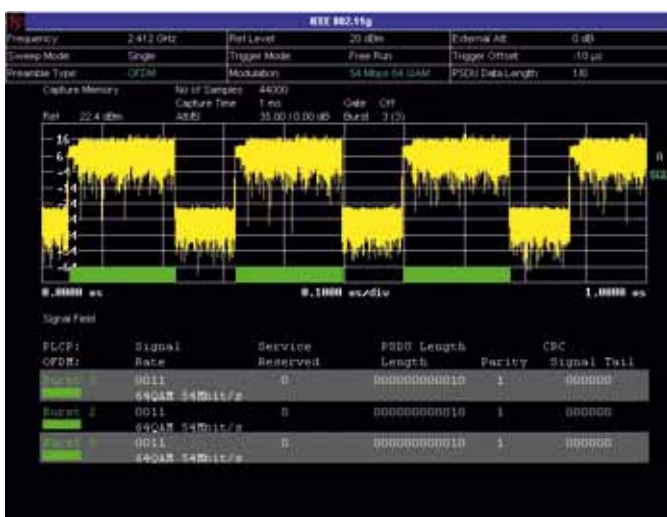 IEEE 802.11g
Frequency: 2.412 GHz Ref Level: 20 dBm External Att: 0 dB
Sweep Mode: Single Trigger Mode: Free Run Trigger Offset: -10 µs
Preamble Type: OFDM Modulation: 54 Mbps 64 QAM PSDU Data Length: 1/0
Capture Memory No of Samples 44000
Capture Time 1 ms Gate Off
Ref 22.4 dBm Att/El 35.00 / 0.00 dB Burst 3 (3)
16
6
-4
-14
0.0000 ms 0.1000 ms/div 1.0000 ms
Signal Field
PLCP: Signal Service PSDU Length CRC
OFDM: Rate Reserved Length Parity Signal Tail
Burst 0011 0 000000000010 1 000000
64QAM 54Mbit/s
Burst 2 0011 0 000000000010 1 000000
64QAM 54Mbit/s
Burst 0011 0 000000000010 1 000000
64QAM 54Mbit/s